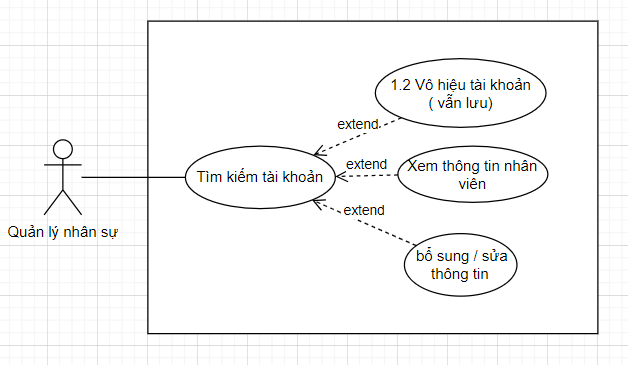 1.2 Vô hiệu tài khoản
( vẫn lưu)
extend
Tìm kiếm tài khoản
extend
Xem thông tin nhân
viên
extend
Quản lý nhân sự
bổ sung / sửa
thông tin